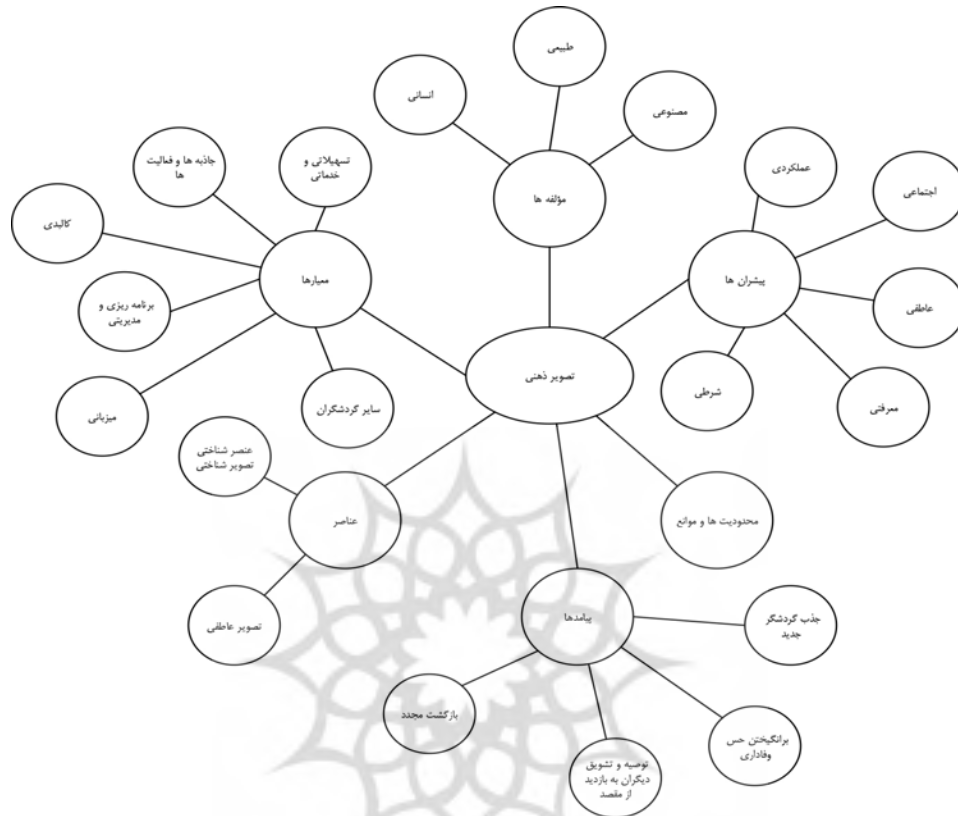 طبیعی
انسانی
مصنوعی
مؤلفه ها
جاذبه ها و فعالیت
ها
تسهیلاتی و
خدماتی
کالبدی
معیارها
برنامه ریزی و
مدیریتی
میزبانی
سایر گردشگران
عملکردی
اجتماعی
پیشران ها
عاطفی
شرطی
معرفتی
تصویر ذهنی
عنصر شناختی
تصویر شناختی
عناصر
تصویر عاطفی
محدودیت ها و موانع
پیامدها
جذب گردشگر
جدید
برانگیختن حس
وفاداری
توصیه و تشویق
دیگران به بازدید
از مقصد
بازگشت مجدد